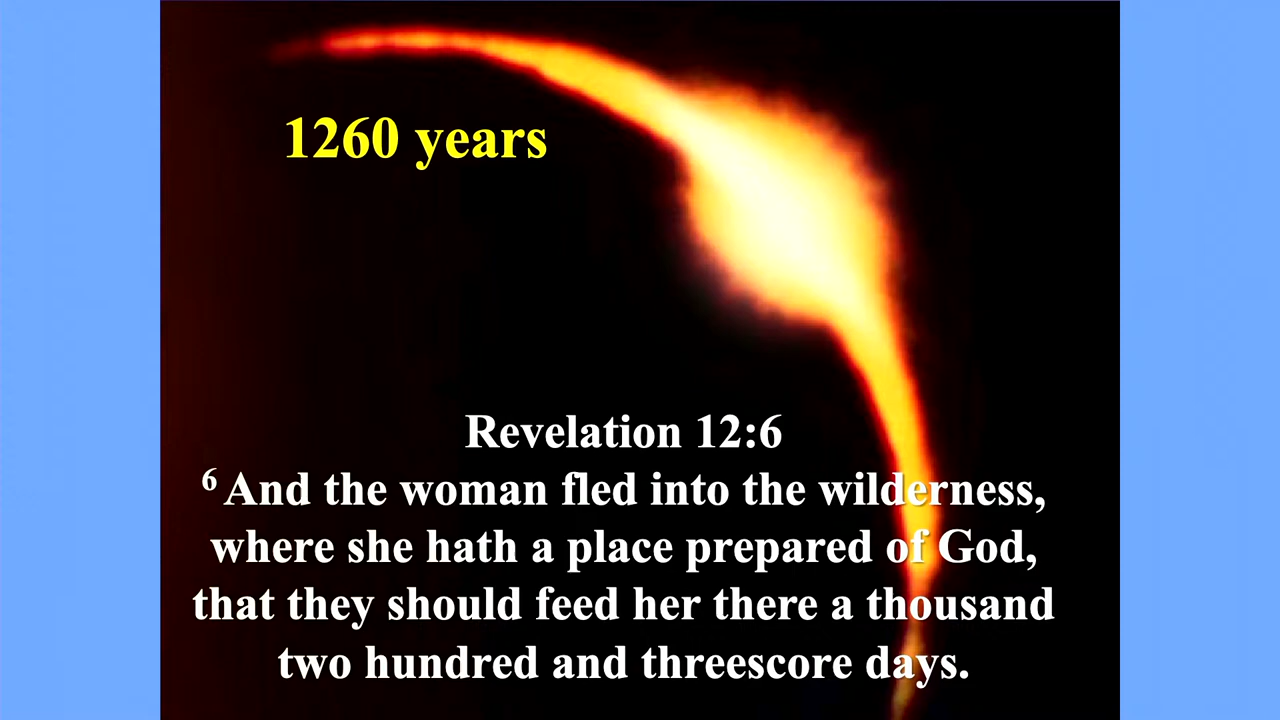 1260 years
Revelation 12:6
6 And the woman fled into the wilderness,
where she hath a place prepared of God,
that they should feed her there a thousand
two hundred and threescore days.